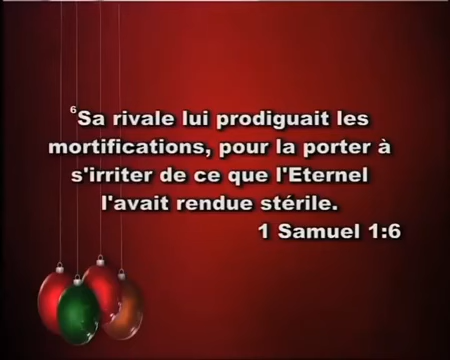 6Sa rivale lui prodiguait les
mortifications, pour la porter à
s'irriter de ce que l'Eternel
l'avait rendue stérile.
1 Samuel 1:6